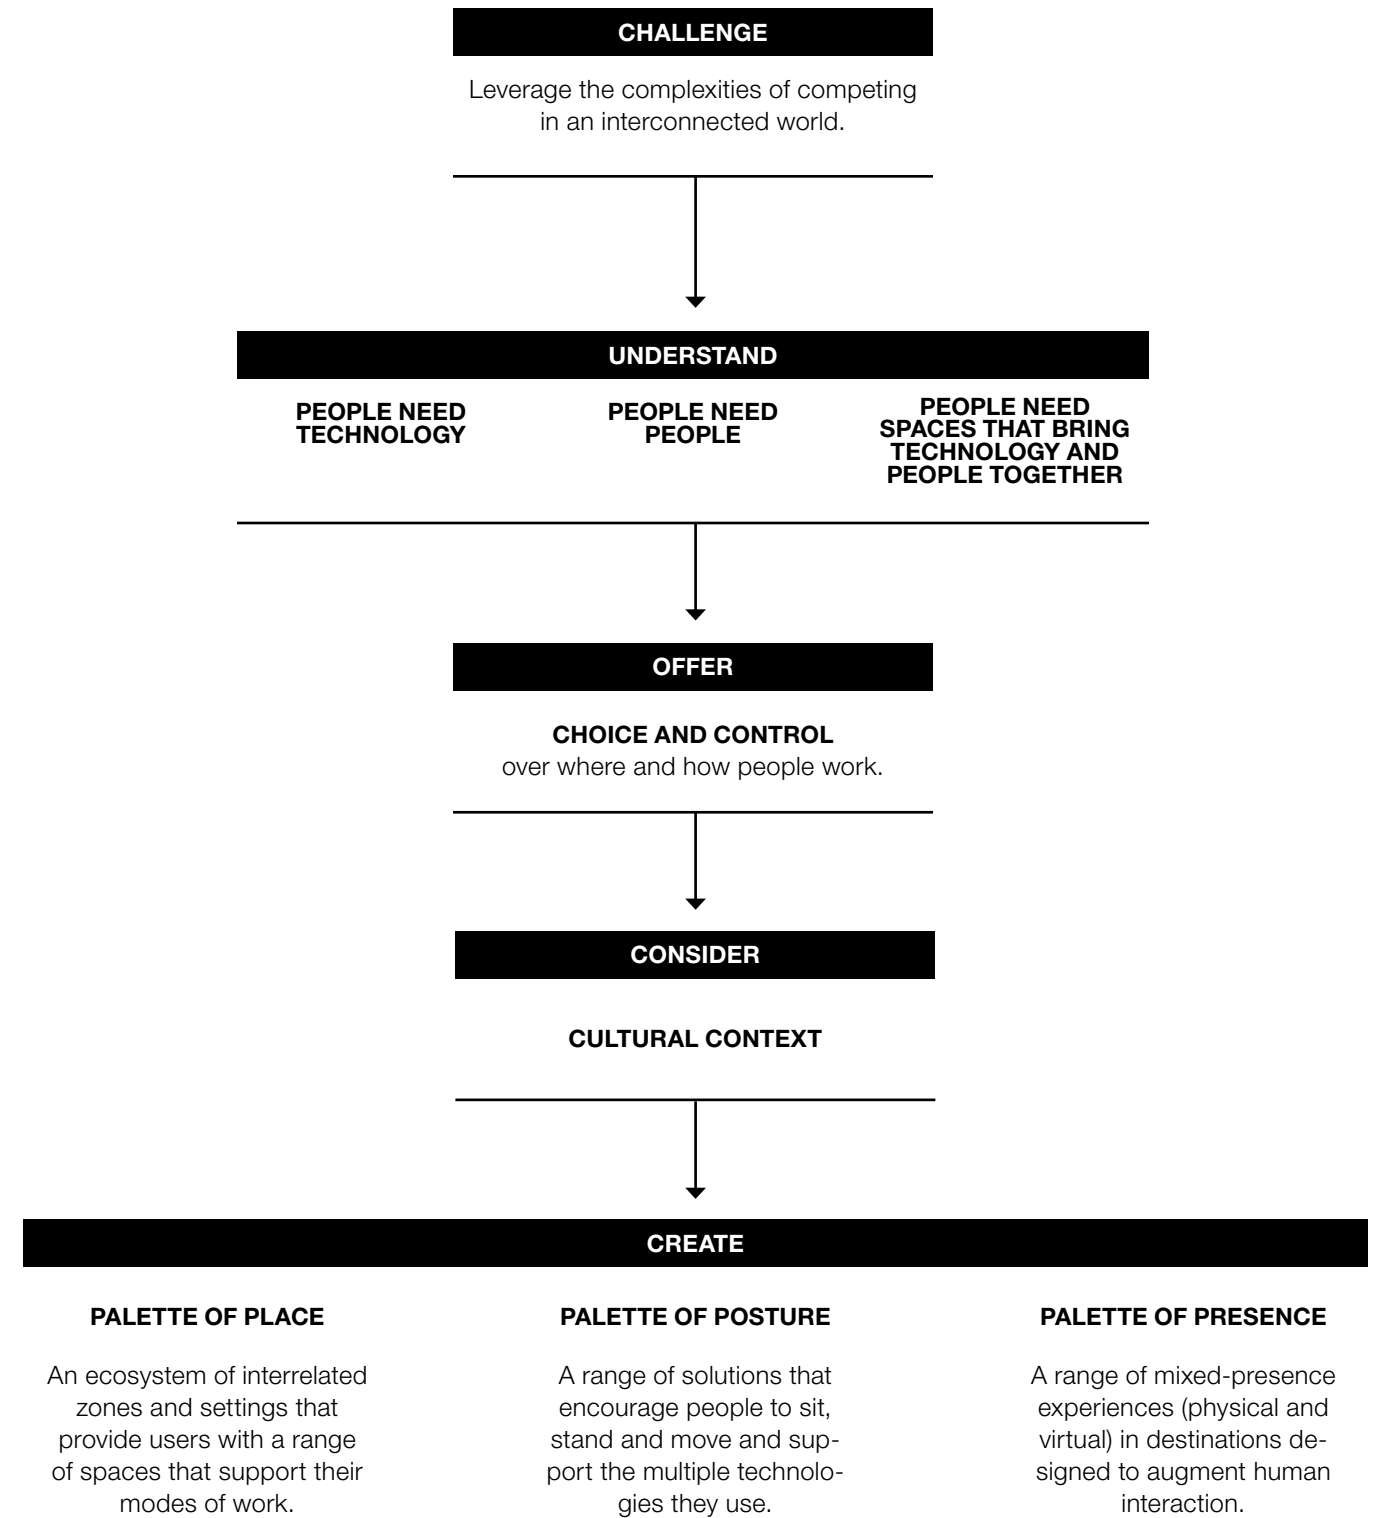 CHALLENGE
Leverage the complexities of competing
in an interconnected world.
UNDERSTAND
PEOPLE NEED
TECHNOLOGY
PEOPLE NEED
PEOPLE
PEOPLE NEED
SPACES THAT BRING
TECHNOLOGY AND
PEOPLE TOGETHER
OFFER
CHOICE AND CONTROL
over where and how people work.
CONSIDER
CULTURAL CONTEXT
CREATE
PALETTE OF PLACE
An ecosystem of interrelated
zones and settings that
provide users with a range
of spaces that support their
modes of work.
PALETTE OF POSTURE
A range of solutions that
encourage people to sit,
stand and move and sup-
port the multiple technolo-
gies they use.
PALETTE OF PRESENCE
A range of mixed-presence
experiences (physical and
virtual) in destinations de-
signed to augment human
interaction.